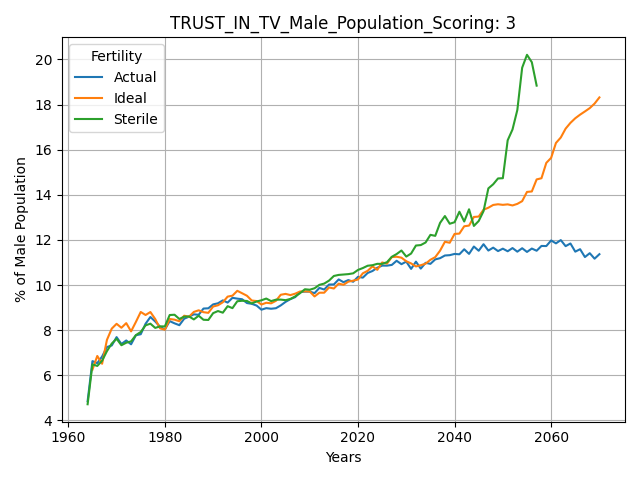 TRUST_IN_TV_Male_Population_Scoring: 3
Fertility
Actual
Ideal
Sterile
% of Male Population
20
18
16
14
12
10
8
6
4
1960 1980 2000 2020 2040 2060
Years